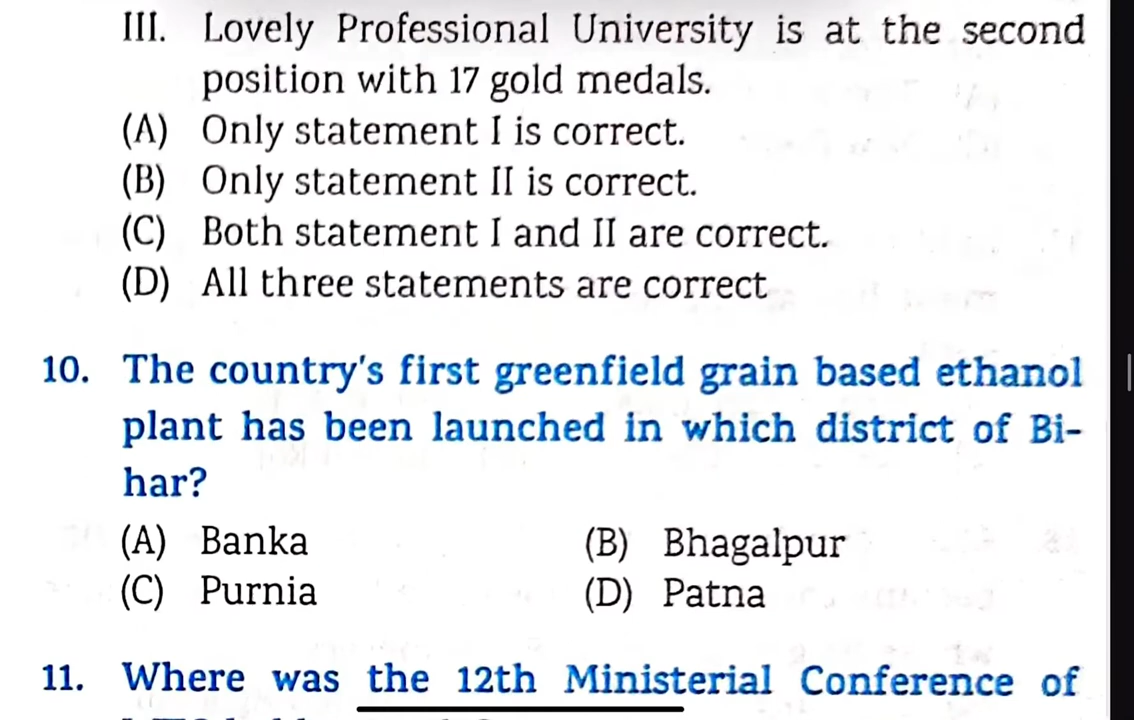 III. Lovely Professional University is at the second
position with 17 gold medals.
(A) Only statement I is correct.
(B) Only statement II is correct.
(C) Both statement I and II are correct.
(D) All three statements are correct
10. The country's first greenfield grain based ethanol
plant has been launched in which district of Bi-
har?
(A) Banka (B) Bhagalpur
(C) Purnia (D) Patna
11. Where was the 12th Ministerial Conference of